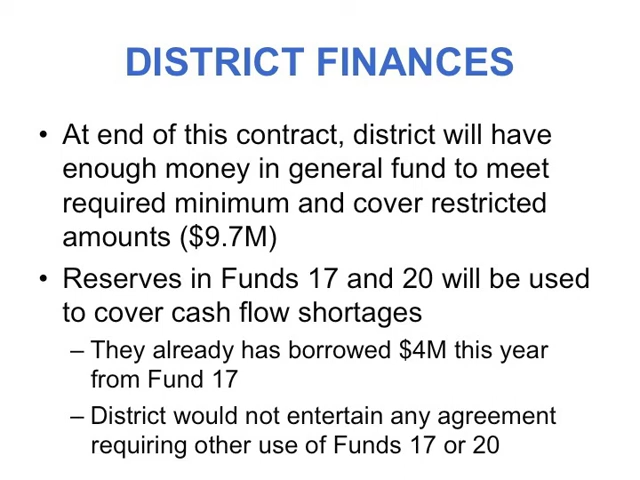 DISTRICT FINANCES
• At end of this contract, district will have
enough money in general fund to meet
required minimum and cover restricted
amounts ($9.7M)
• Reserves in Funds 17 and 20 will be used
to cover cash flow shortages
– They already has borrowed $4M this year
from Fund 17
– District would not entertain any agreement
requiring other use of Funds 17 or 20